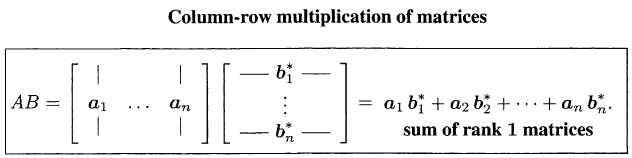 Column-row multiplication of matrices
AB = [ | | a₁ … aₙ | | ] [ — b₁* — ⋮ — bₙ* — ] = a₁ b₁* + a₂ b₂* + ··· + aₙ bₙ*.
sum of rank 1 matrices